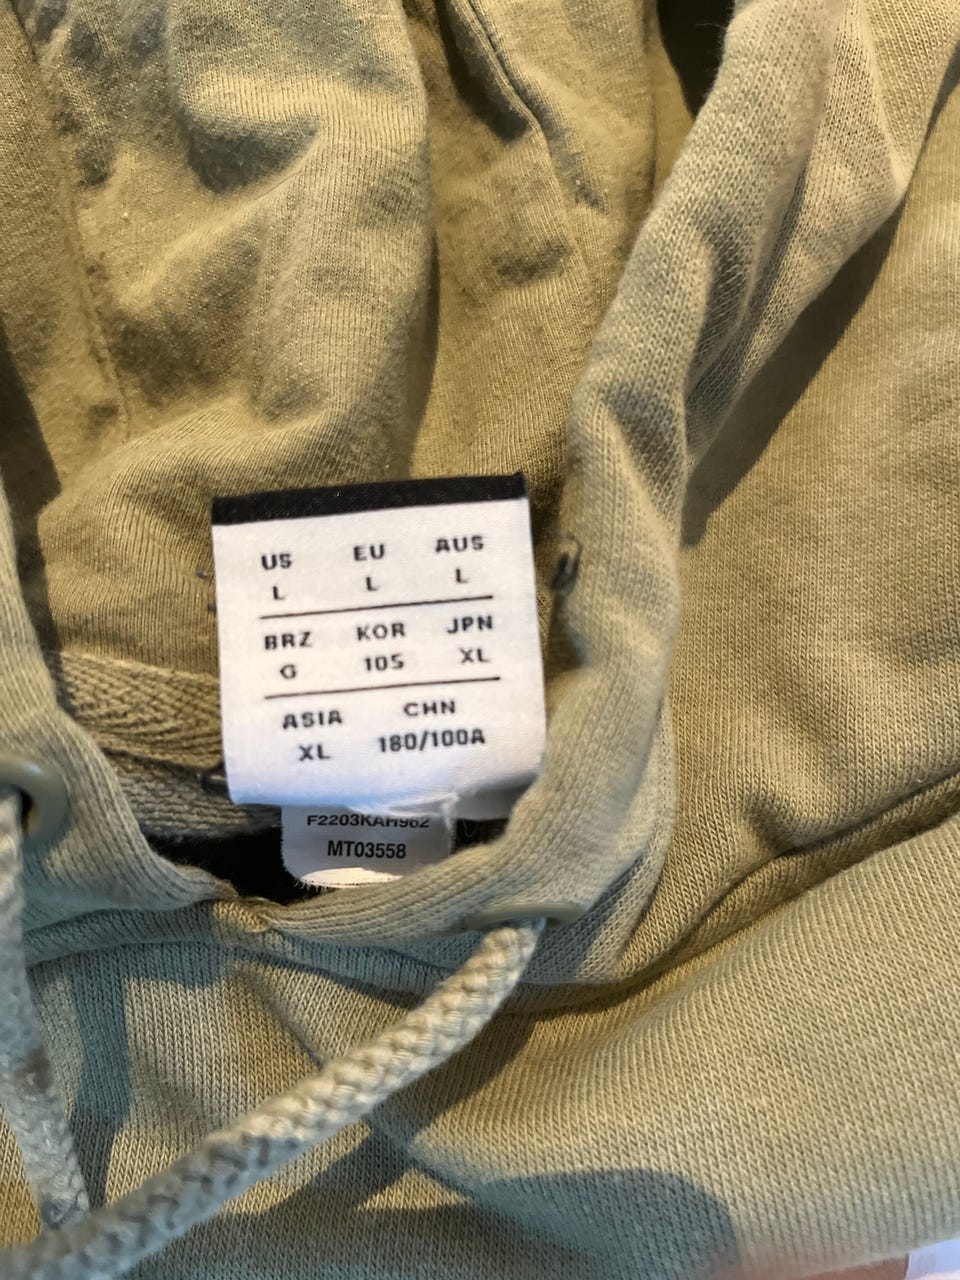 US EU AUS
L L L
BRZ KOR JPN
G 105 XL
ASIA CHN
XL 180/100A
F2203KAH962
MT03558